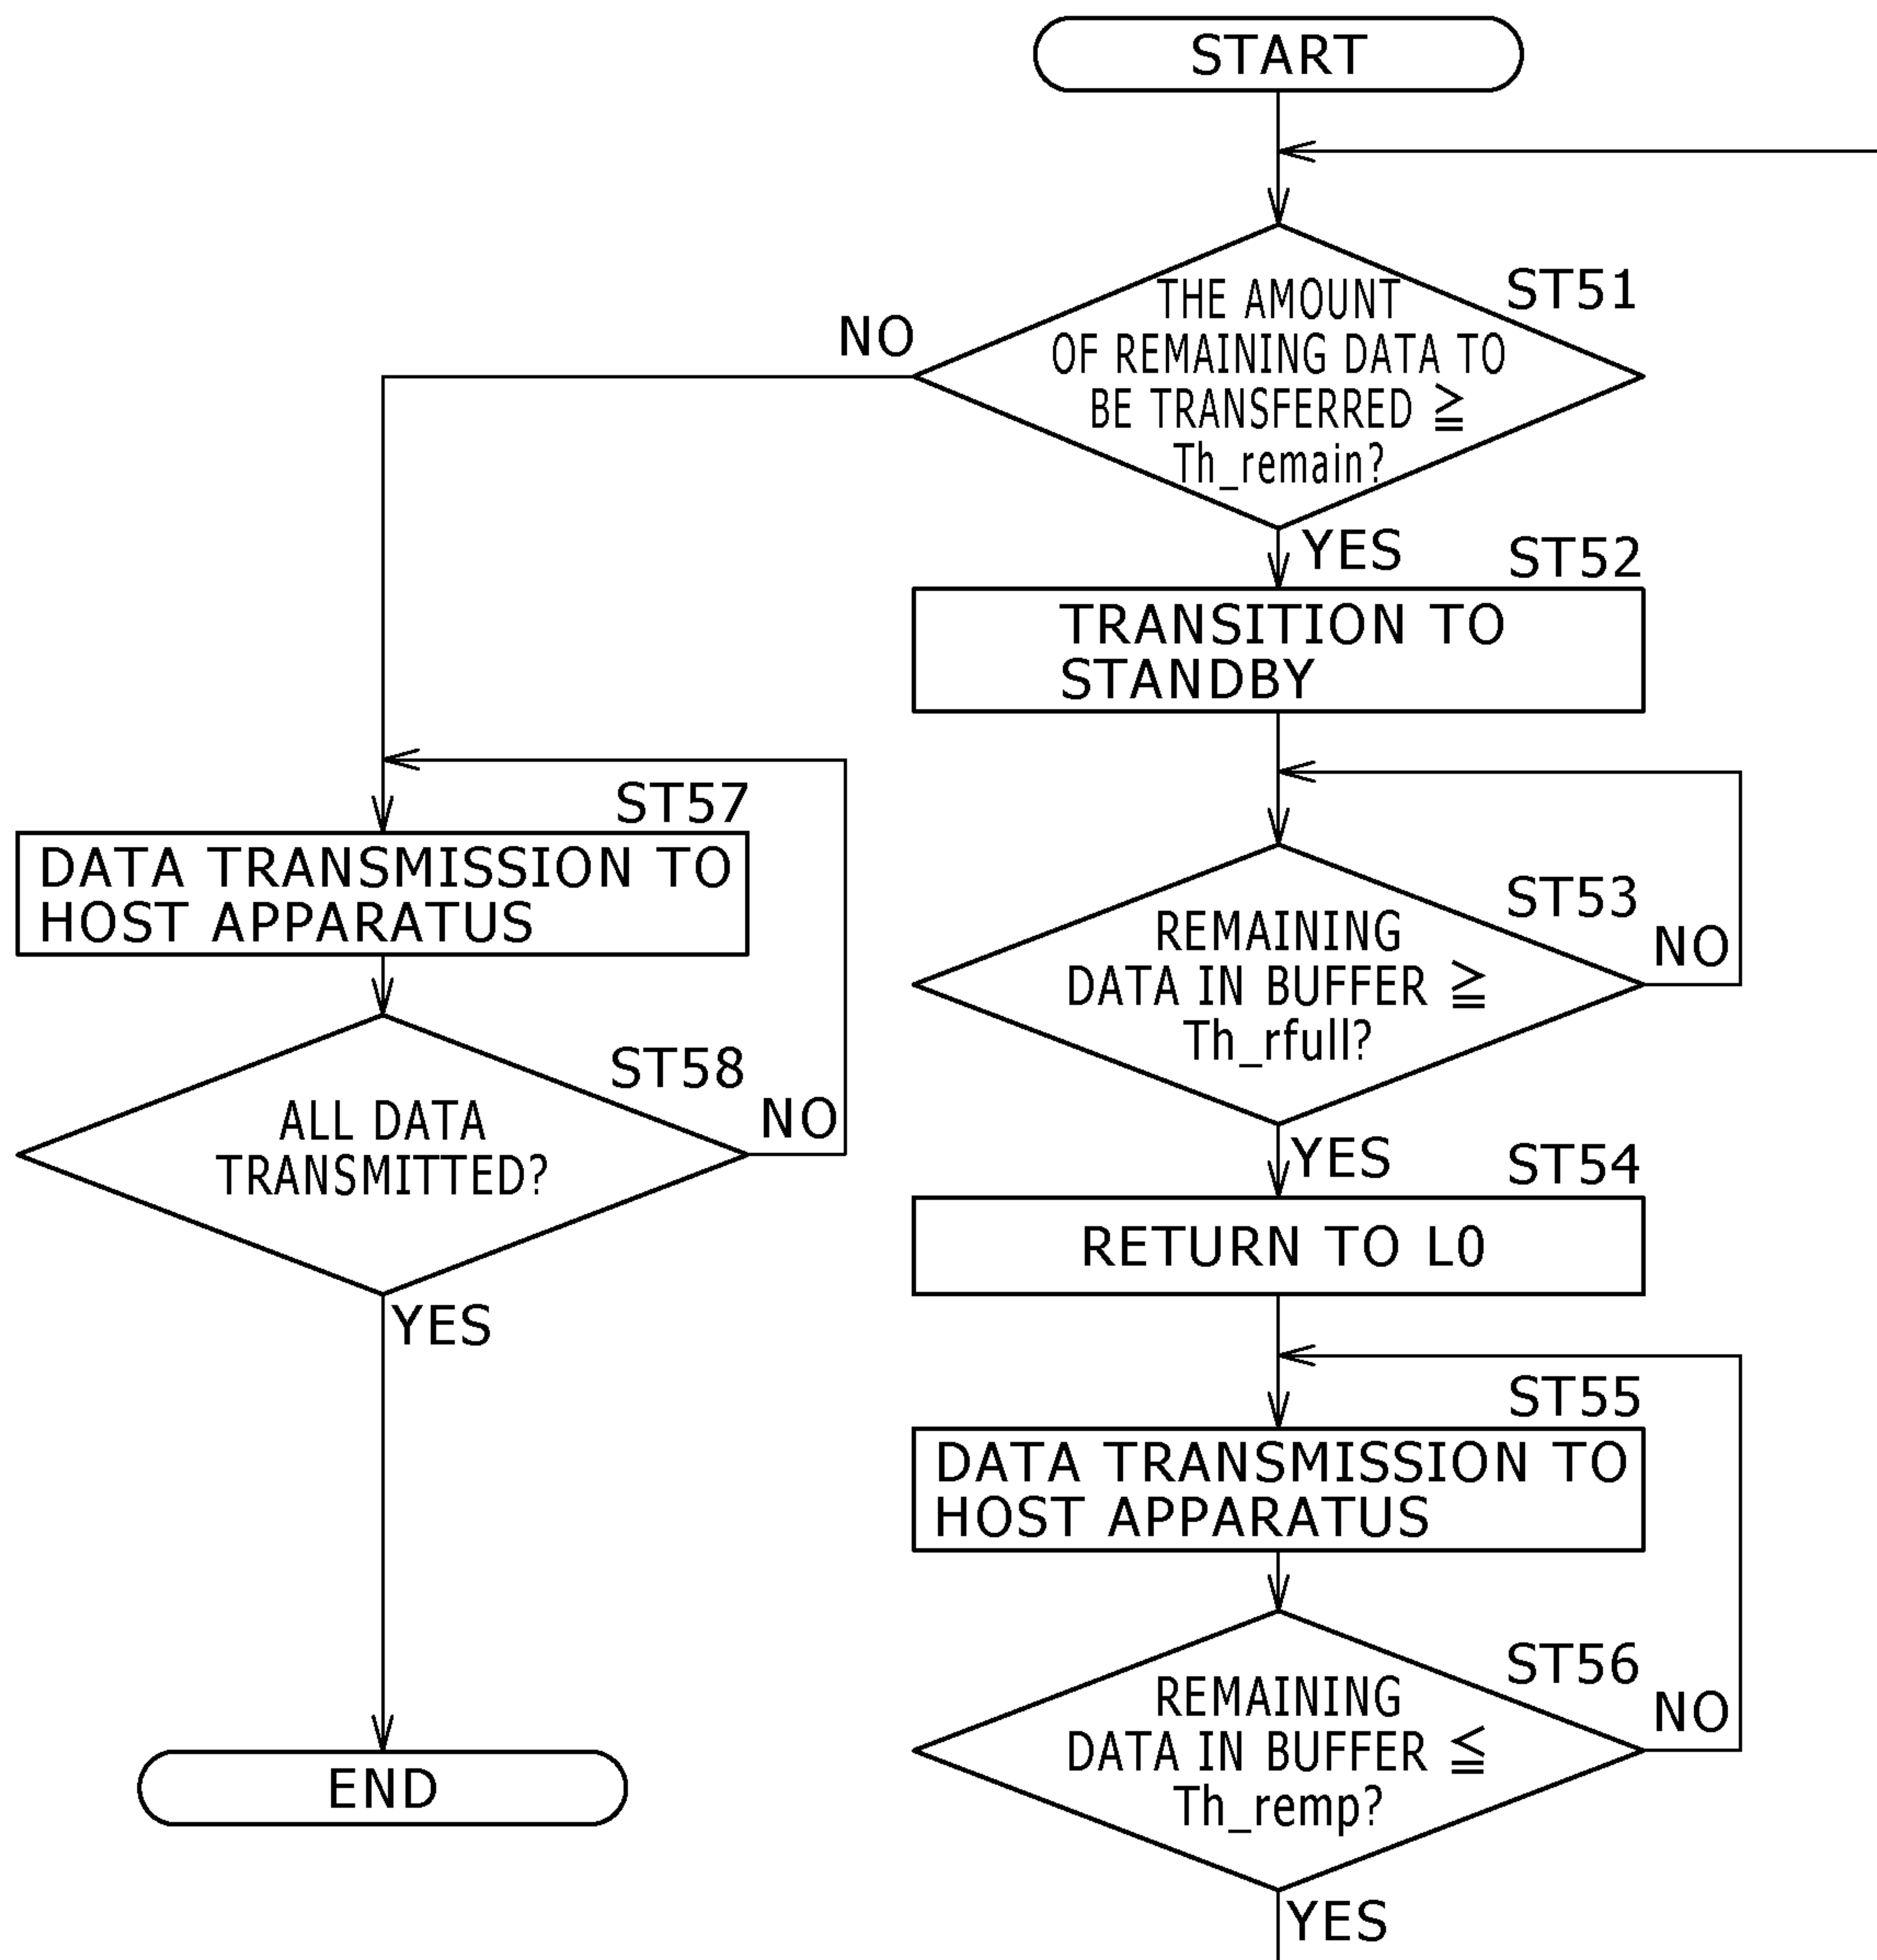 START
ST51
THE AMOUNT
OF REMAINING DATA TO
BE TRANSFERRED ≧
Th_remain?
NO
YES
ST52
TRANSITION TO
STANDBY
ST53
REMAINING
DATA IN BUFFER ≧
Th_rfull?
NO
YES
ST54
RETURN TO L0
ST55
DATA TRANSMISSION TO
HOST APPARATUS
ST56
REMAINING
DATA IN BUFFER ≦
Th_remp?
NO
YES
ST57
DATA TRANSMISSION TO
HOST APPARATUS
ST58
ALL DATA
TRANSMITTED?
NO
YES
END